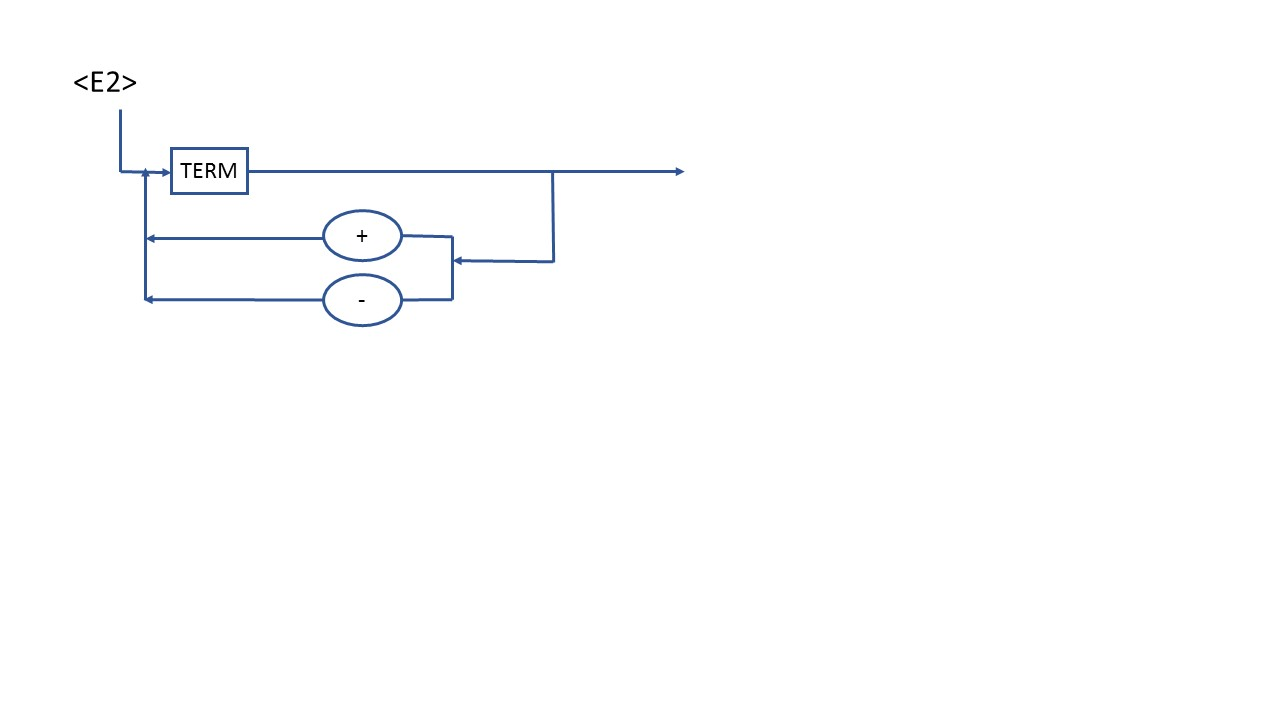 <E2>
TERM
+
-